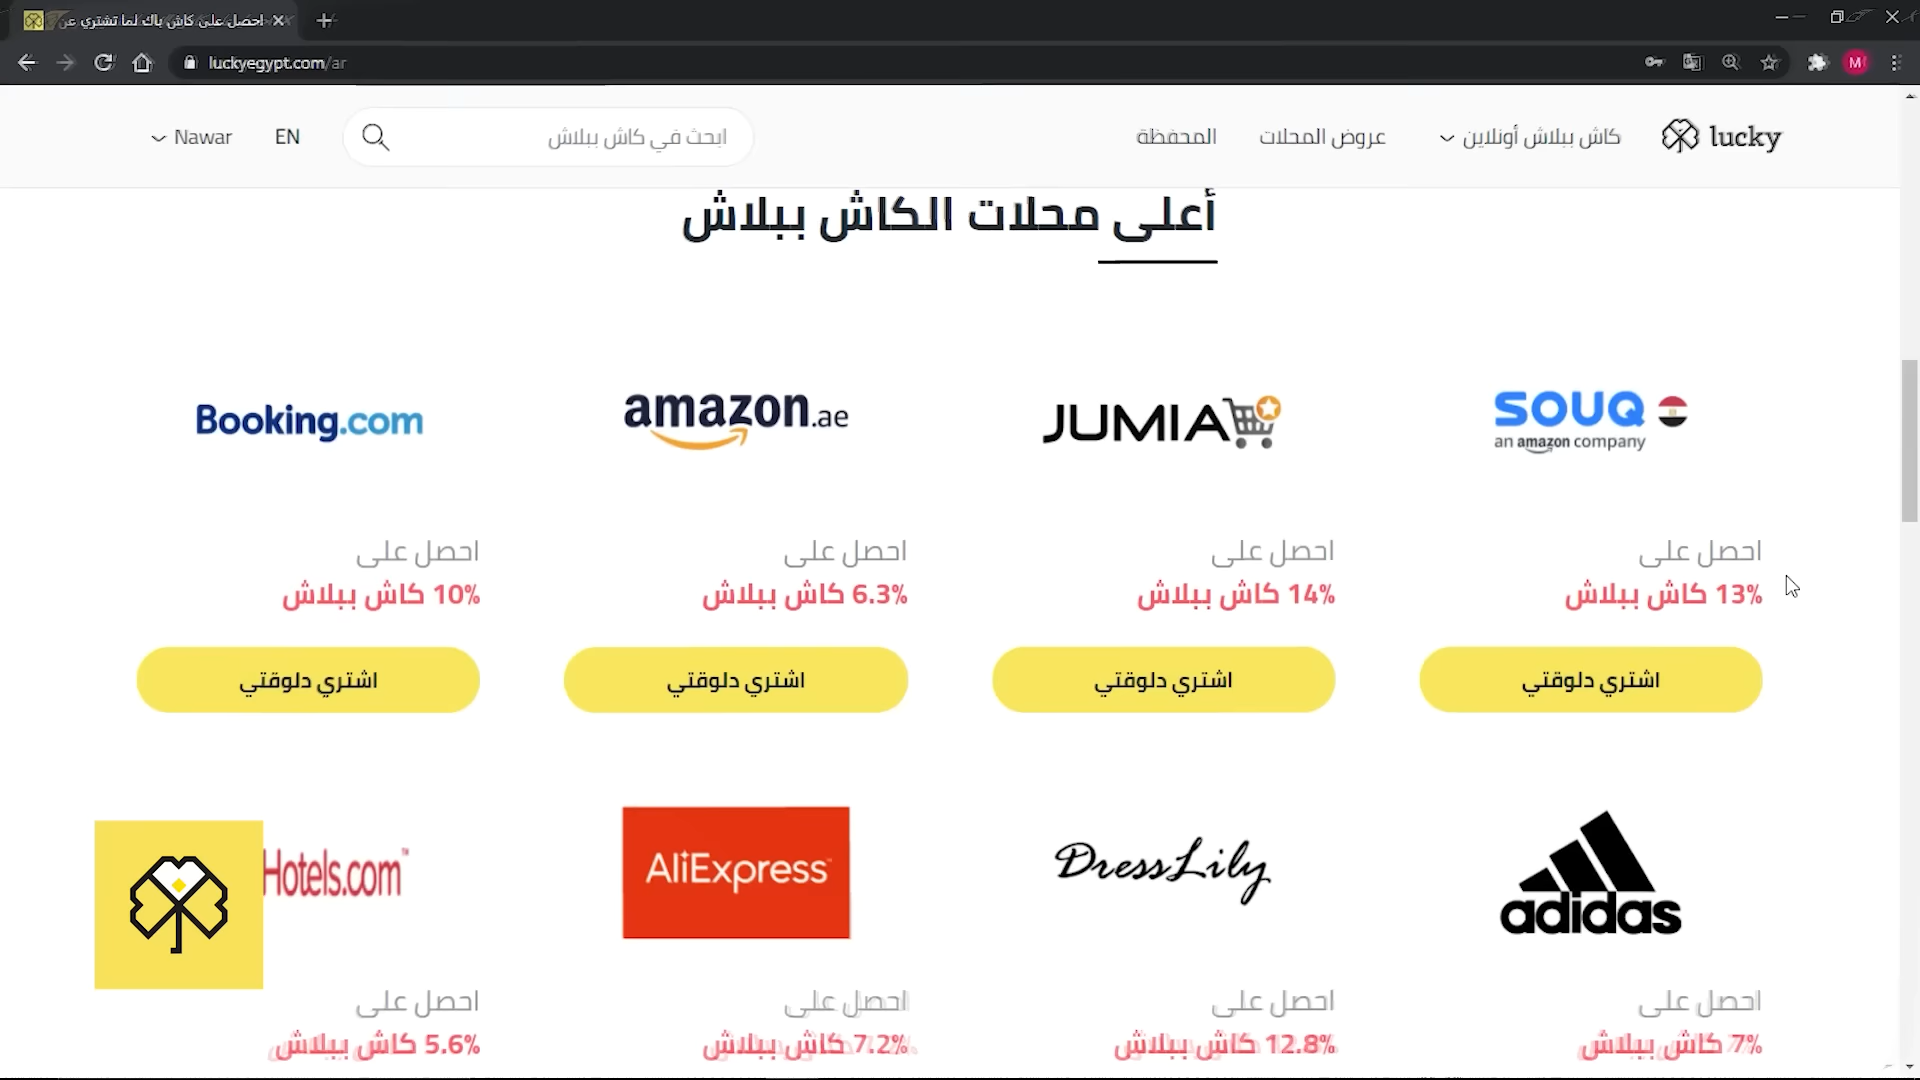 احصل على كاش باك لما تشتري عن
luckyegypt.com/ar
M
lucky
كاش ببلاش أونلاين
عروض المحلات
المحفظة
ابحث في كاش ببلاش
EN
Nawar
أعلى محلات الكاش ببلاش
SOUQ
an amazon company
JUMIA
amazon.ae
Booking.com
احصل على
13% كاش ببلاش
احصل على
14% كاش ببلاش
احصل على
6.3% كاش ببلاش
احصل على
10% كاش ببلاش
اشتري دلوقتي
اشتري دلوقتي
اشتري دلوقتي
اشتري دلوقتي
adidas
DressLily
AliExpress™
Hotels.com™
احصل على
7% كاش ببلاش
احصل على
12.8% كاش ببلاش
احصل على
7.2% كاش ببلاش
احصل على
5.6% كاش ببلاش